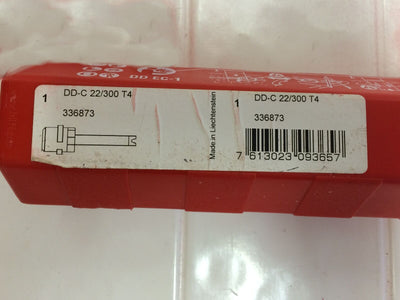 DD EC-1
1 DD-C 22/300 T4
336873
Made in Liechtenstein
1 DD-C 22/300 T4
336873
7 613023 093657